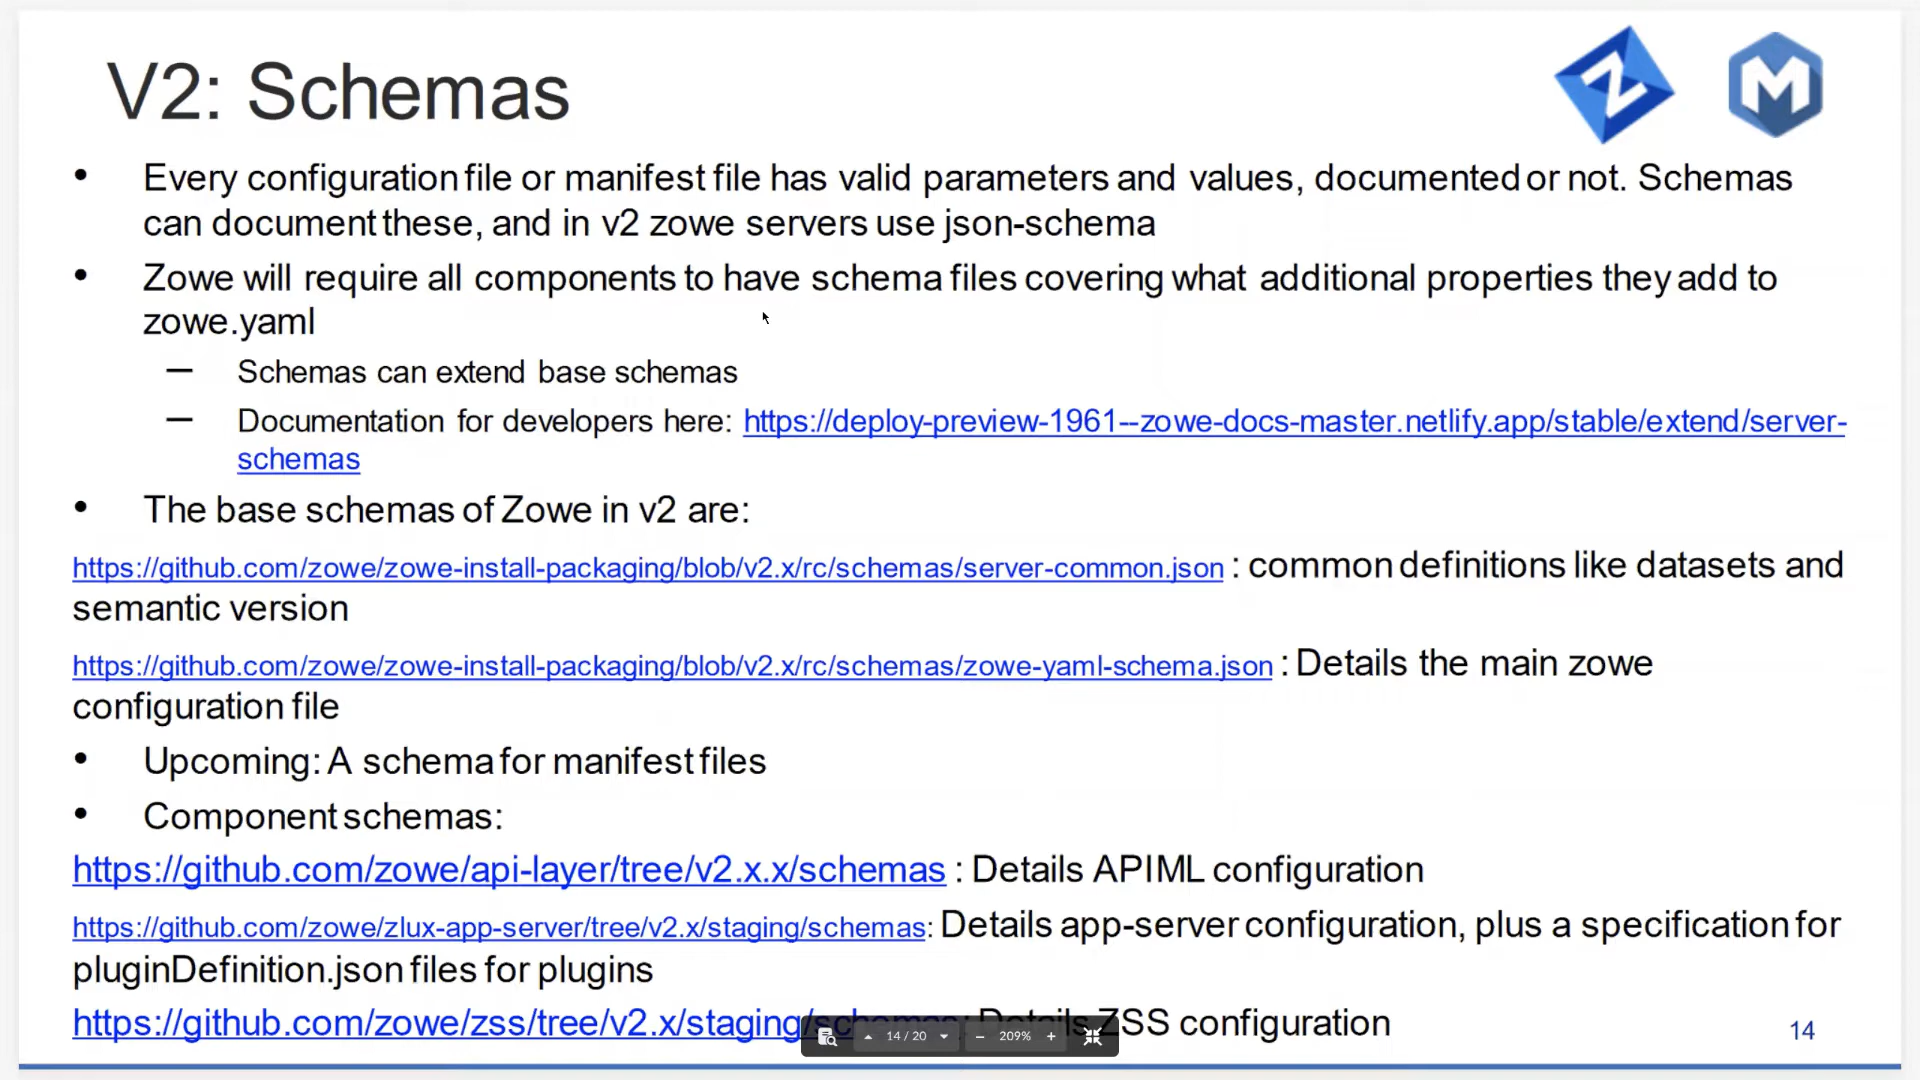 V2: Schemas
Z M
• Every configuration file or manifest file has valid parameters and values, documented or not. Schemas
can document these, and in v2 zowe servers use json-schema
• Zowe will require all components to have schema files covering what additional properties they add to
zowe.yaml
— Schemas can extend base schemas
— Documentation for developers here: https://deploy-preview-1961--zowe-docs-master.netlify.app/stable/extend/server-
schemas
• The base schemas of Zowe in v2 are:
https://github.com/zowe/zowe-install-packaging/blob/v2.x/rc/schemas/server-common.json : common definitions like datasets and
semantic version
https://github.com/zowe/zowe-install-packaging/blob/v2.x/rc/schemas/zowe-yaml-schema.json : Details the main zowe
configuration file
• Upcoming: A schema for manifest files
• Component schemas:
https://github.com/zowe/api-layer/tree/v2.x.x/schemas : Details APIML configuration
https://github.com/zowe/zlux-app-server/tree/v2.x/staging/schemas: Details app-server configuration, plus a specification for
pluginDefinition.json files for plugins
https://github.com/zowe/zss/tree/v2.x/staging/schemas: Details ZSS configuration
14 / 20 − 209% +
14